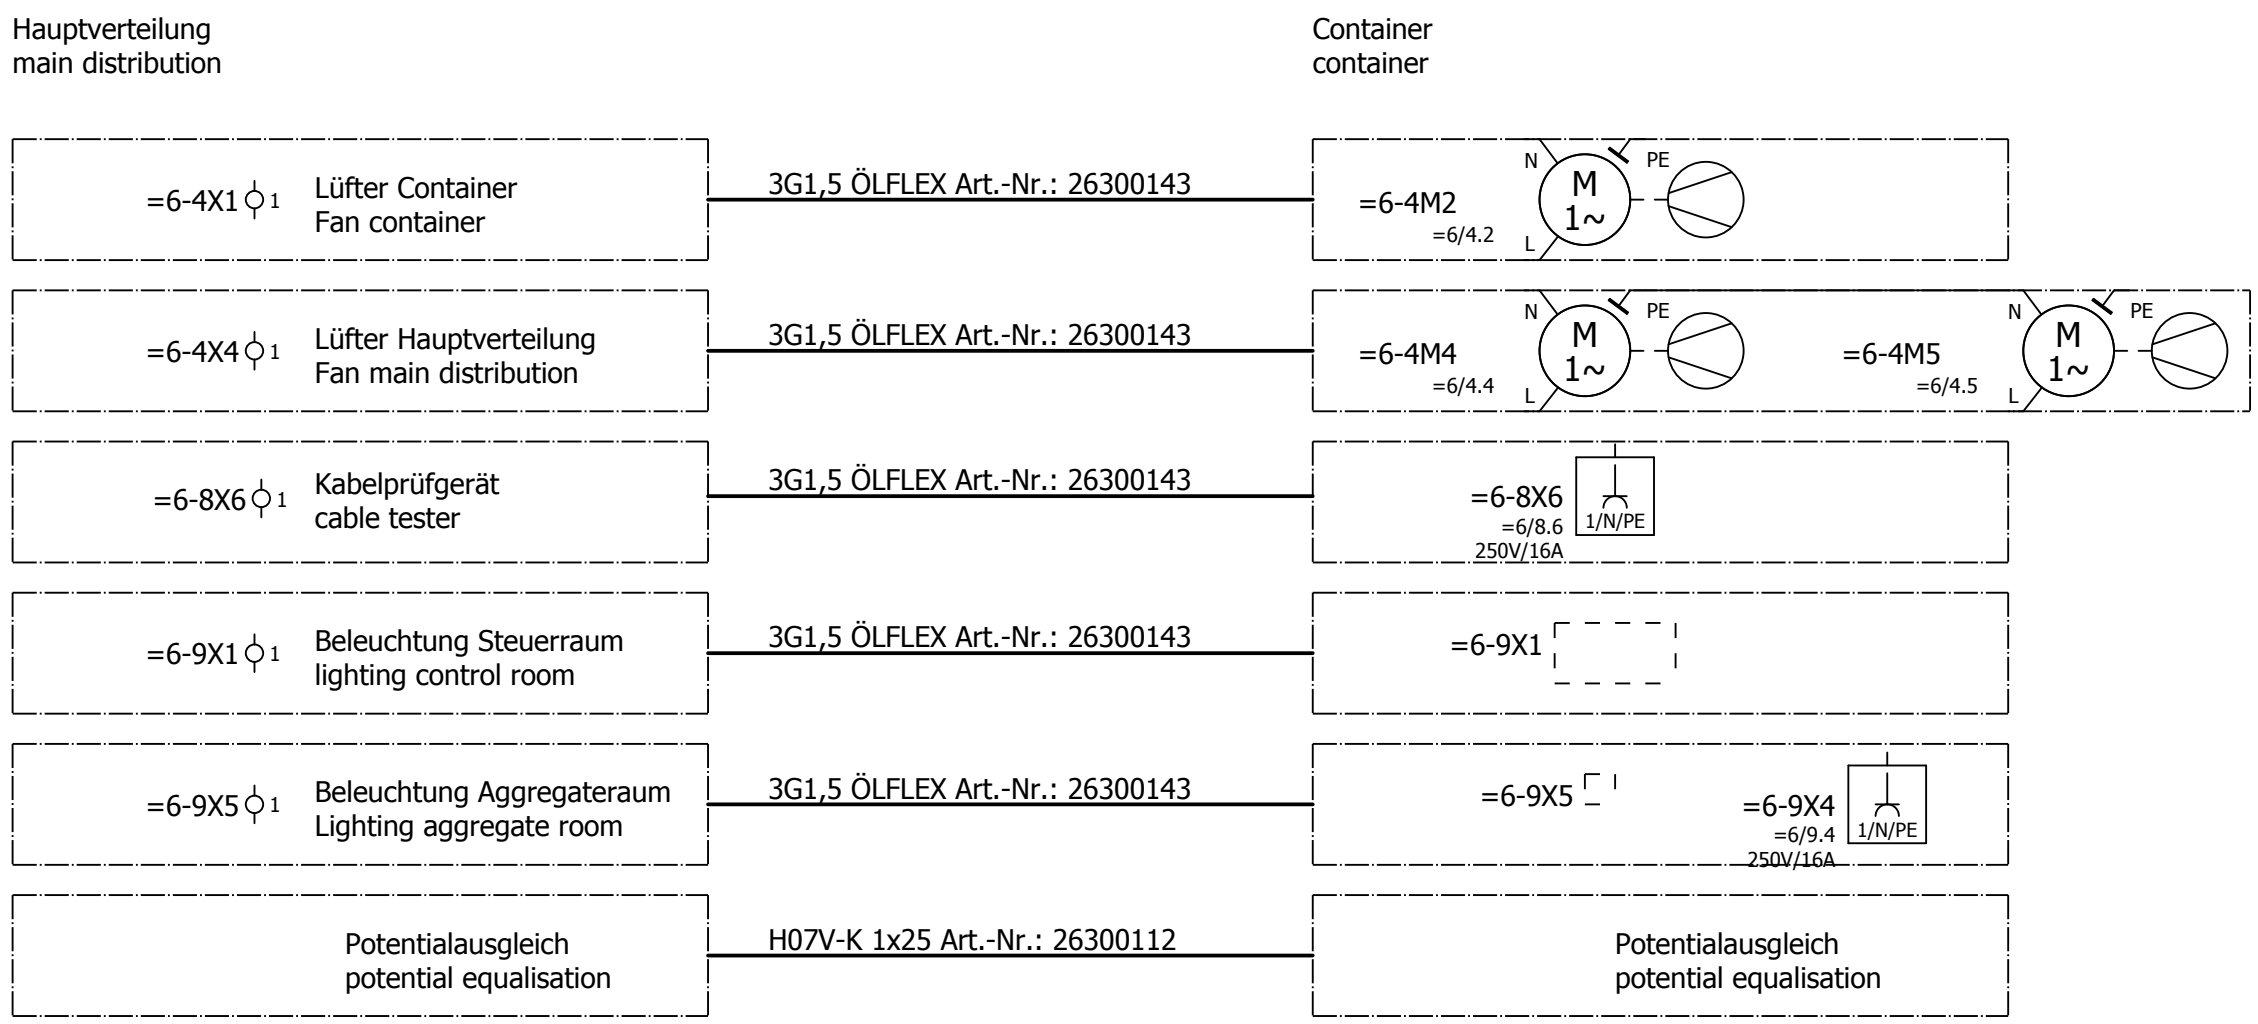 Hauptverteilung
main distribution
Container
container
=6-4X1 1 Lüfter Container
Fan container
3G1,5 ÖLFLEX Art.-Nr.: 26300143
=6-4M2
=6/4.2
N
M
1~
L
PE
=6-4X4 1 Lüfter Hauptverteilung
Fan main distribution
3G1,5 ÖLFLEX Art.-Nr.: 26300143
=6-4M4
=6/4.4
N
M
1~
L
PE
=6-4M5
=6/4.5
N
M
1~
L
PE
=6-8X6 1 Kabelprüfgerät
cable tester
3G1,5 ÖLFLEX Art.-Nr.: 26300143
=6-8X6
=6/8.6
250V/16A
1/N/PE
=6-9X1 1 Beleuchtung Steuerraum
lighting control room
3G1,5 ÖLFLEX Art.-Nr.: 26300143
=6-9X1
=6-9X5 1 Beleuchtung Aggregateraum
Lighting aggregate room
3G1,5 ÖLFLEX Art.-Nr.: 26300143
=6-9X5
=6-9X4
=6/9.4
250V/16A
1/N/PE
Potentialausgleich
potential equalisation
H07V-K 1x25 Art.-Nr.: 26300112
Potentialausgleich
potential equalisation